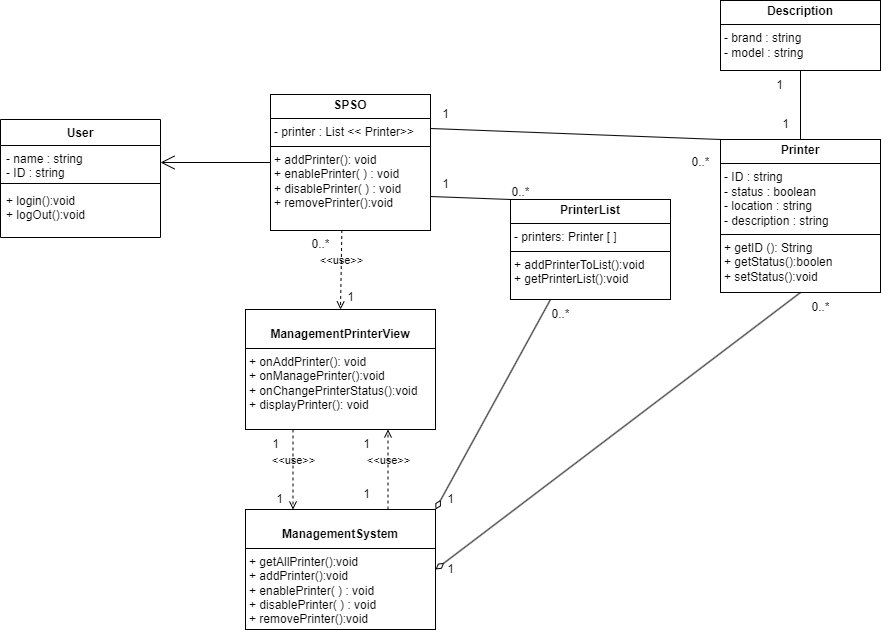 Description
- brand : string
- model : string
1
1
SPSO
- printer : List << Printer>>
+ addPrinter(): void
+ enablePrinter( ) : void
+ disablePrinter( ) : void
+ removePrinter():void
1
0..*
1
0..*
User
- name : string
- ID : string
+ login():void
+ logOut():void
Printer
- ID : string
- status : boolean
- location : string
- description : string
+ getID (): String
+ getStatus():boolen
+ setStatus():void
PrinterList
- printers: Printer [ ]
+ addPrinterToList():void
+ getPrinterList():void
0..*
<<use>>
1
0..*
0..*
ManagementPrinterView
+ onAddPrinter(): void
+ onManagePrinter():void
+ onChangePrinterStatus():void
+ displayPrinter(): void
1
1
<<use>>
<<use>>
1
1
1
ManagementSystem
+ getAllPrinter():void
+ addPrinter():void
+ enablePrinter( ) : void
+ disablePrinter( ) : void
+ removePrinter():void
1